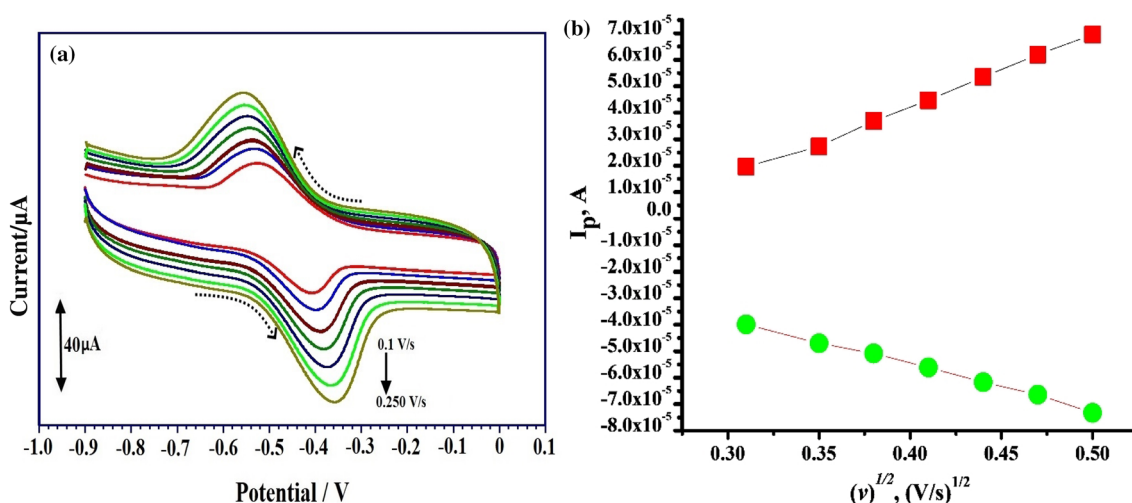 (a)
Current/μA
40μA
0.1 V/s
0.250 V/s
-1.0 -0.9 -0.8 -0.7 -0.6 -0.5 -0.4 -0.3 -0.2 -0.1 0 0.1
Potential / V
(b)
I_p, A
7.0x10^-5
6.0x10^-5
5.0x10^-5
4.0x10^-5
3.0x10^-5
2.0x10^-5
1.0x10^-5
0.0
-1.0x10^-5
-2.0x10^-5
-3.0x10^-5
-4.0x10^-5
-5.0x10^-5
-6.0x10^-5
-7.0x10^-5
-8.0x10^-5
0.30 0.35 0.40 0.45 0.50
(v)^1/2, (V/s)^1/2